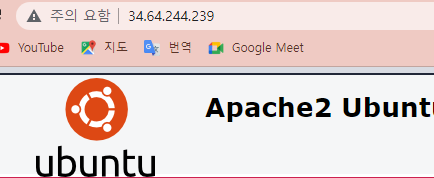 주의 요함 | 34.64.244.239
YouTube 지도 번역 Google Meet
Apache2 Ubuntu
ubuntu